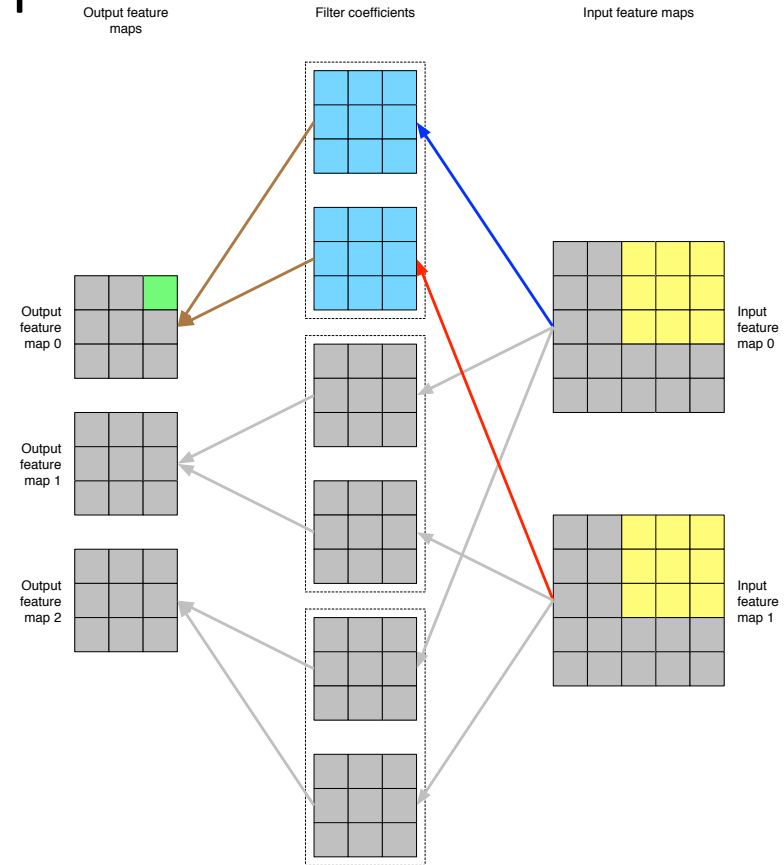 Output feature
maps
Filter coefficients
Input feature maps
Output
feature
map 0
Input
feature
map 0
Output
feature
map 1
Output
feature
map 2
Input
feature
map 1